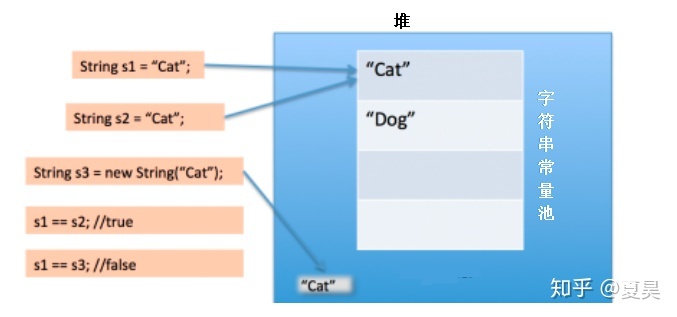 堆
String s1 = “Cat”;
String s2 = “Cat”;
String s3 = new String(“Cat”);
s1 == s2; //true
s1 == s3; //false
“Cat”
“Dog”
字符串常量池
“Cat”
知乎 @夏昊